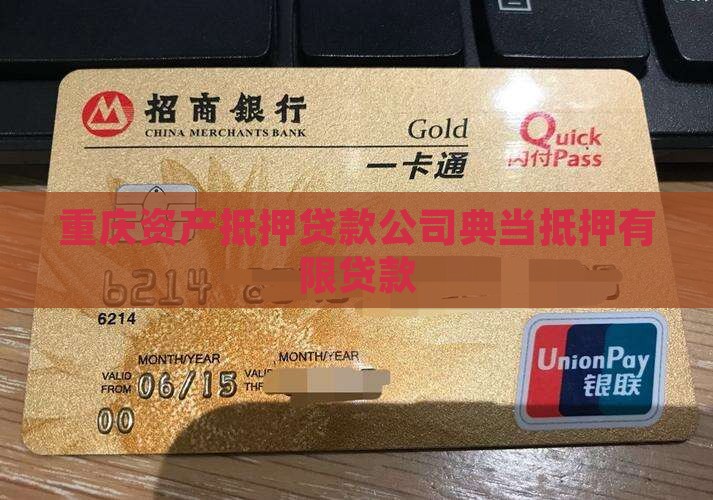 招商銀行
CHINA MERCHANTS BANK
Gold
一卡通
Quick
闪付Pass
重庆资产抵押贷款公司典当抵押有
限贷款
6214
6214
MONTH/YEAR
MONTH/YEAR
VALID
FROM
06/15
00
UnionPay
银联